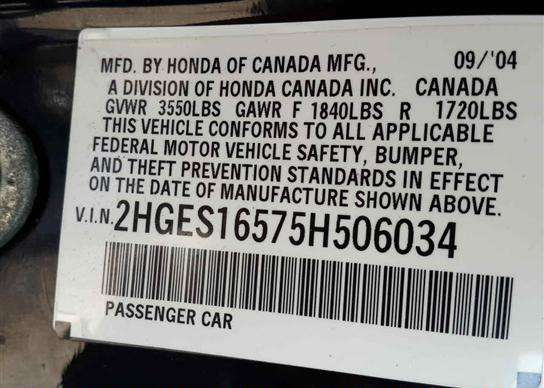 MFD. BY HONDA OF CANADA MFG., 09/'04
A DIVISION OF HONDA CANADA INC. CANADA
GVWR 3550LBS GAWR F 1840LBS R 1720LBS
THIS VEHICLE CONFORMS TO ALL APPLICABLE
FEDERAL MOTOR VEHICLE SAFETY, BUMPER,
AND THEFT PREVENTION STANDARDS IN EFFECT
ON THE DATE OF MANUFACTURE SHOWN ABOVE.
V.I.N. 2HGES16575H506034
PASSENGER CAR